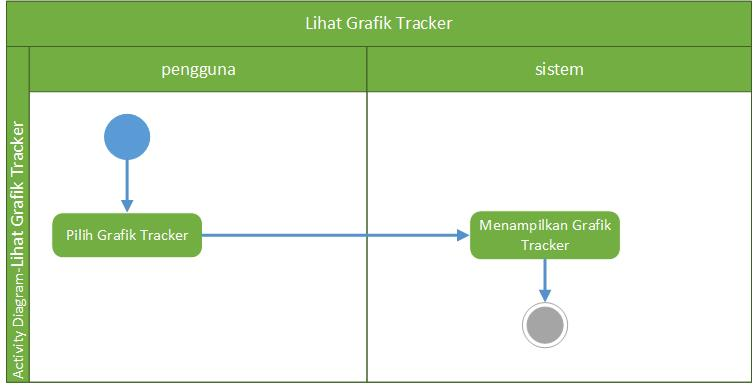 Lihat Grafik Tracker
pengguna
sistem
Activity Diagram-Lihat Grafik Tracker
Pilih Grafik Tracker
Menampilkan Grafik
Tracker